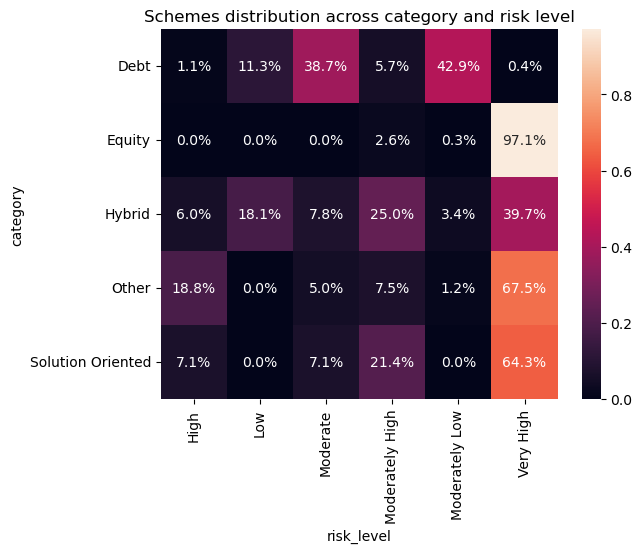 Schemes distribution across category and risk level
category
Debt 1.1% 11.3% 38.7% 5.7% 42.9% 0.4%
Equity 0.0% 0.0% 0.0% 2.6% 0.3% 97.1%
Hybrid 6.0% 18.1% 7.8% 25.0% 3.4% 39.7%
Other 18.8% 0.0% 5.0% 7.5% 1.2% 67.5%
Solution Oriented 7.1% 0.0% 7.1% 21.4% 0.0% 64.3%
High Low Moderate Moderately High Moderately Low Very High
risk_level
0.8
0.6
0.4
0.2
0.0